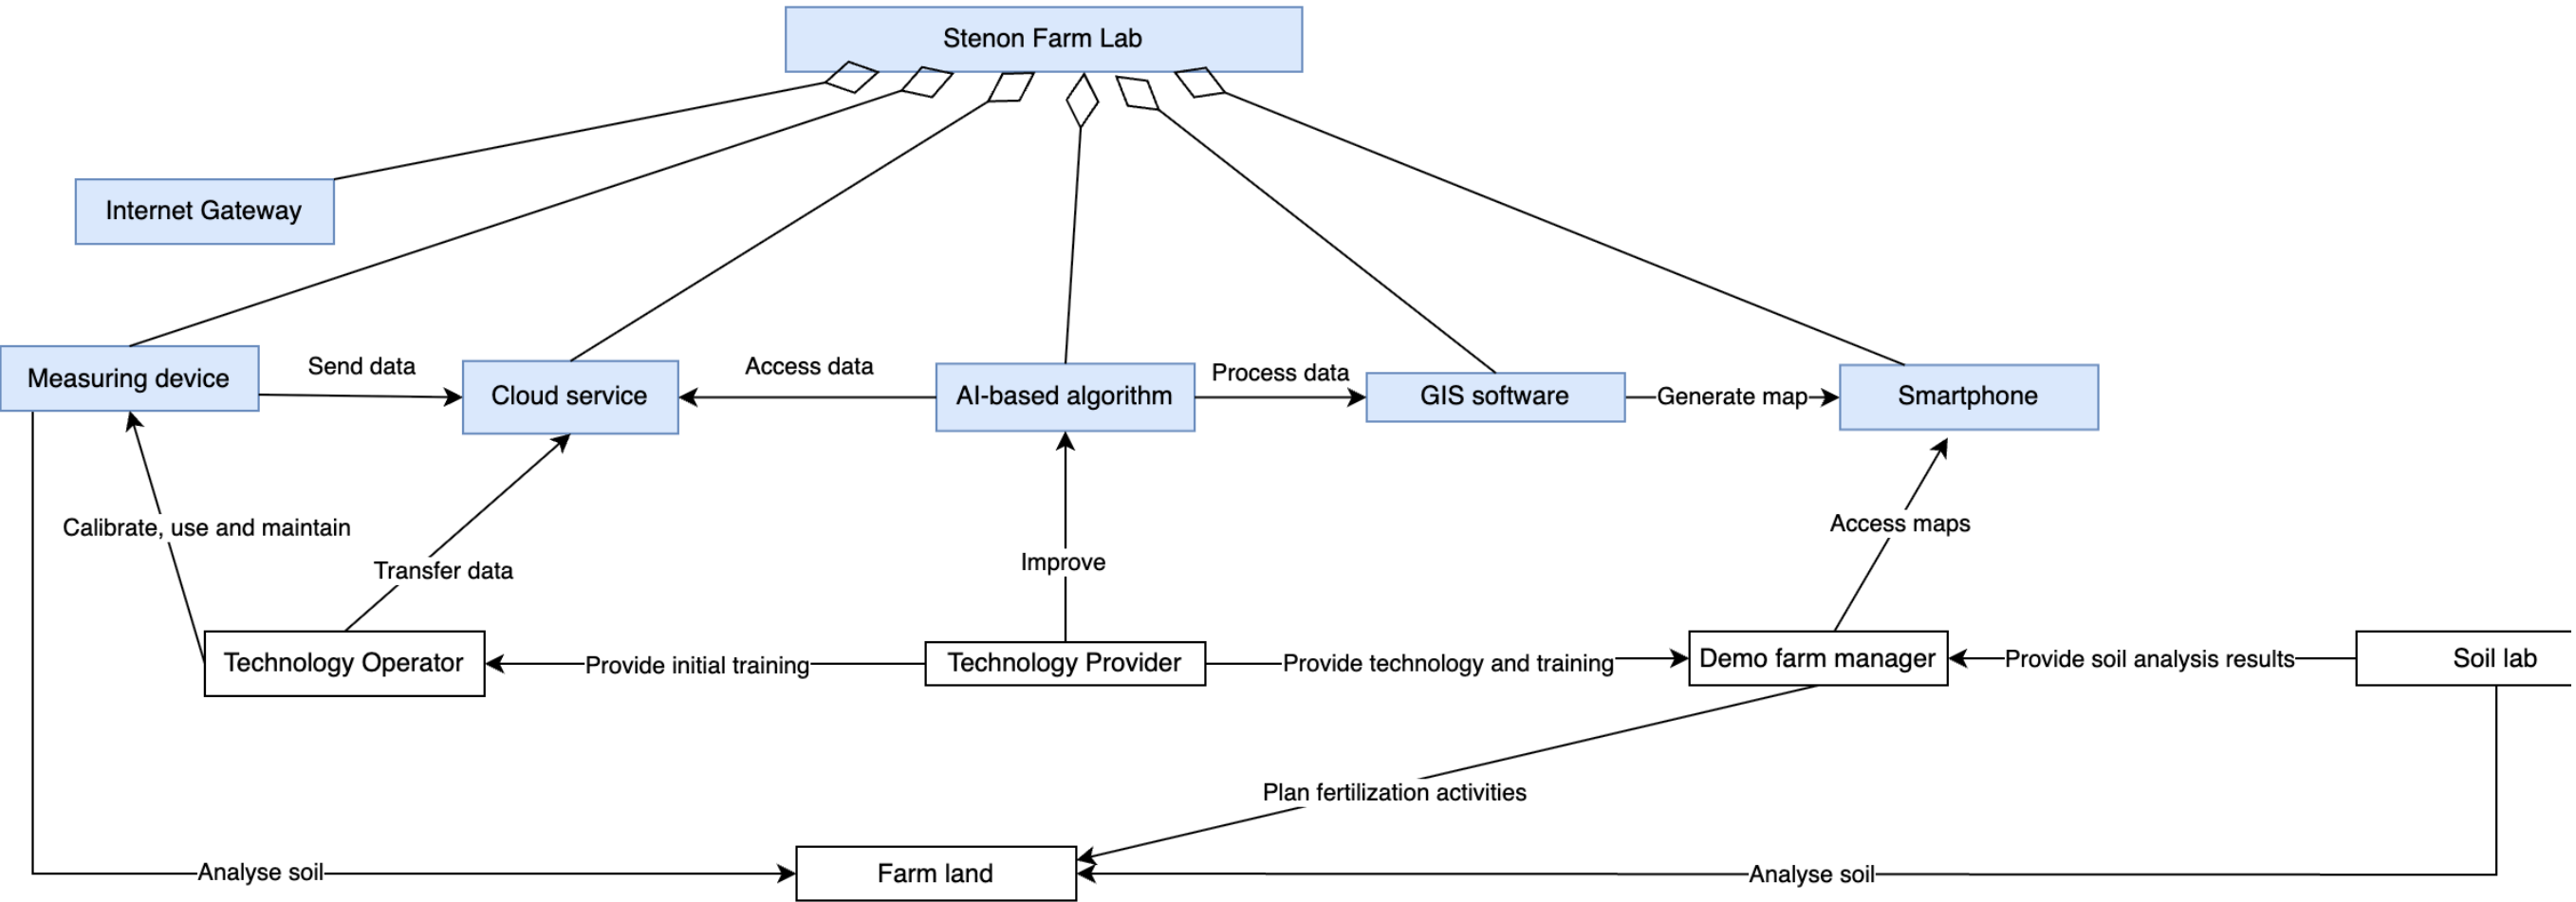 Stenon Farm Lab
Internet Gateway
Measuring device
Send data
Cloud service
Access data
AI-based algorithm
Process data
GIS software
Generate map
Smartphone
Calibrate, use and maintain
Transfer data
Improve
Access maps
Technology Operator
Provide initial training
Technology Provider
Provide technology and training
Demo farm manager
Provide soil analysis results
Soil lab
Plan fertilization activities
Analyse soil
Farm land
Analyse soil